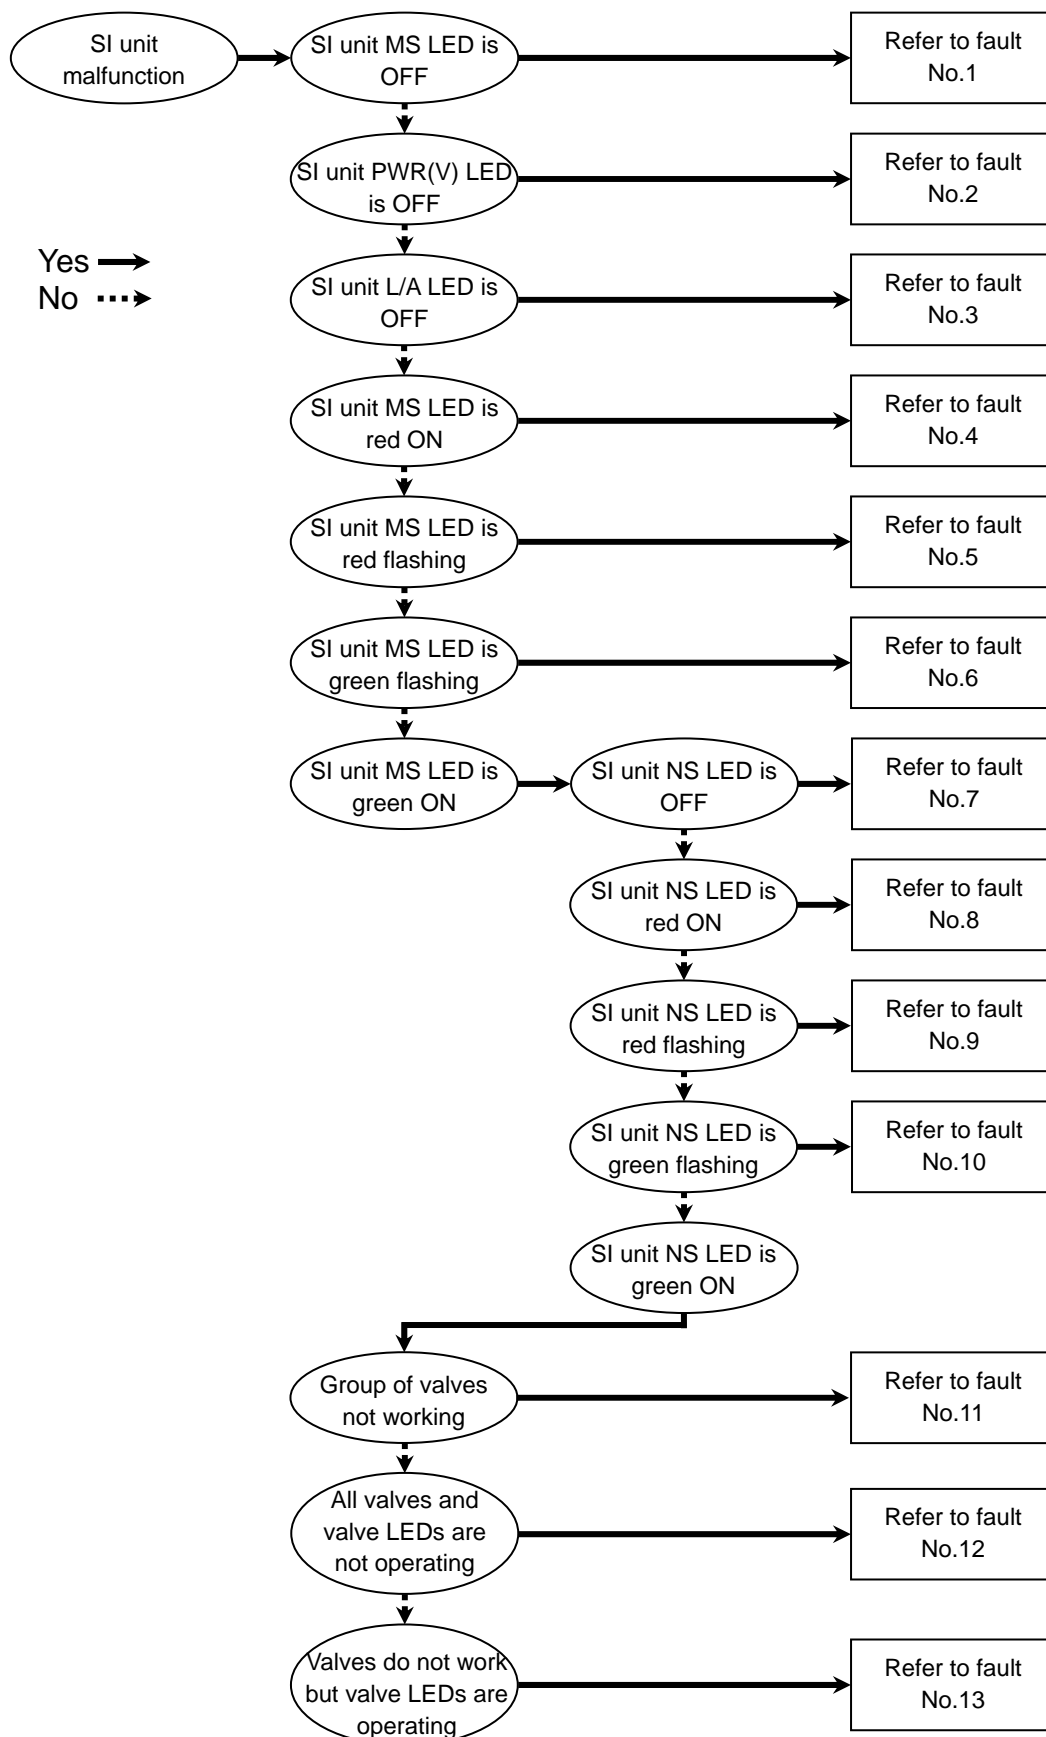 SI unit
malfunction
SI unit MS LED is
OFF
Refer to fault
No.1
SI unit PWR(V) LED
is OFF
Refer to fault
No.2
Yes
No
SI unit L/A LED is
OFF
Refer to fault
No.3
SI unit MS LED is
red ON
Refer to fault
No.4
SI unit MS LED is
red flashing
Refer to fault
No.5
SI unit MS LED is
green flashing
Refer to fault
No.6
SI unit MS LED is
green ON
SI unit NS LED is
OFF
Refer to fault
No.7
SI unit NS LED is
red ON
Refer to fault
No.8
SI unit NS LED is
red flashing
Refer to fault
No.9
SI unit NS LED is
green flashing
Refer to fault
No.10
SI unit NS LED is
green ON
Group of valves
not working
Refer to fault
No.11
All valves and
valve LEDs are
not operating
Refer to fault
No.12
Valves do not work
but valve LEDs are
operating
Refer to fault
No.13